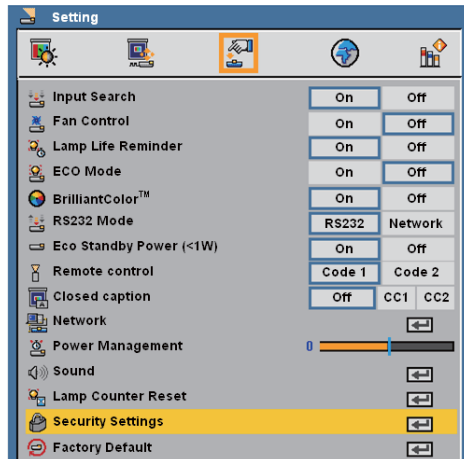 Setting
Input Search On Off
Fan Control On Off
Lamp Life Reminder On Off
ECO Mode On Off
BrilliantColor™ On Off
RS232 Mode RS232 Network
Eco Standby Power (<1W) On Off
Remote control Code 1 Code 2
Closed caption Off CC1 CC2
Network
Power Management 0
Sound
Lamp Counter Reset
Security Settings
Factory Default